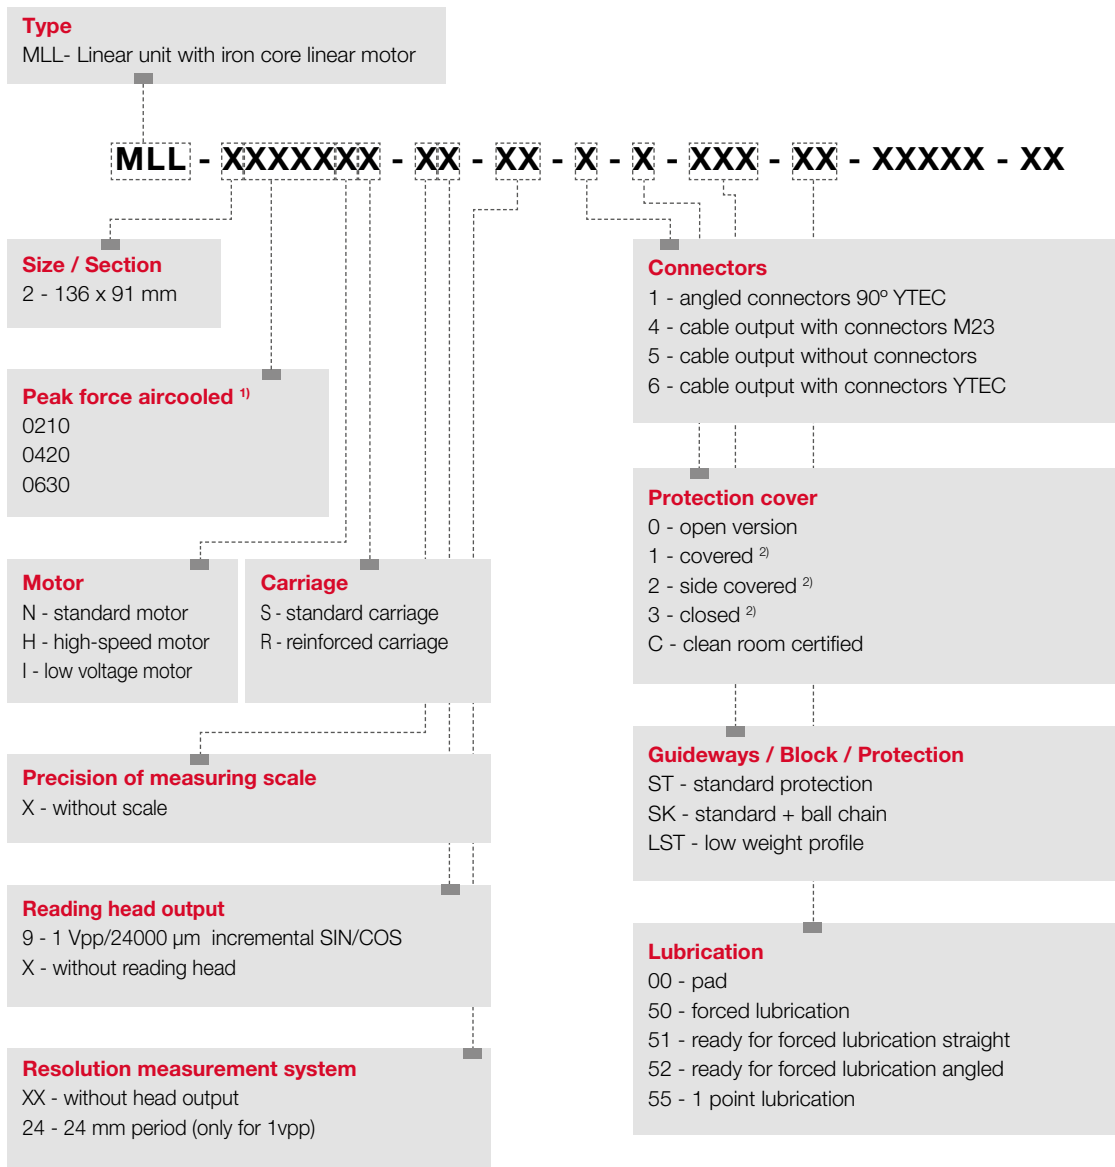 Type
MLL- Linear unit with iron core linear motor
MLL - XXXXXXX - XX - XX - X - X - XXX - XX - XXXXX - XX
Size / Section
2 - 136 x 91 mm
Peak force aircooled 1)
0210
0420
0630
Motor
N - standard motor
H - high-speed motor
I - low voltage motor
Carriage
S - standard carriage
R - reinforced carriage
Precision of measuring scale
X - without scale
Reading head output
9 - 1 Vpp/24000 µm incremental SIN/COS
X - without reading head
Resolution measurement system
XX - without head output
24 - 24 mm period (only for 1vpp)
Connectors
1 - angled connectors 90º YTEC
4 - cable output with connectors M23
5 - cable output without connectors
6 - cable output with connectors YTEC
Protection cover
0 - open version
1 - covered 2)
2 - side covered 2)
3 - closed 2)
C - clean room certified
Guideways / Block / Protection
ST - standard protection
SK - standard + ball chain
LST - low weight profile
Lubrication
00 - pad
50 - forced lubrication
51 - ready for forced lubrication straight
52 - ready for forced lubrication angled
55 - 1 point lubrication